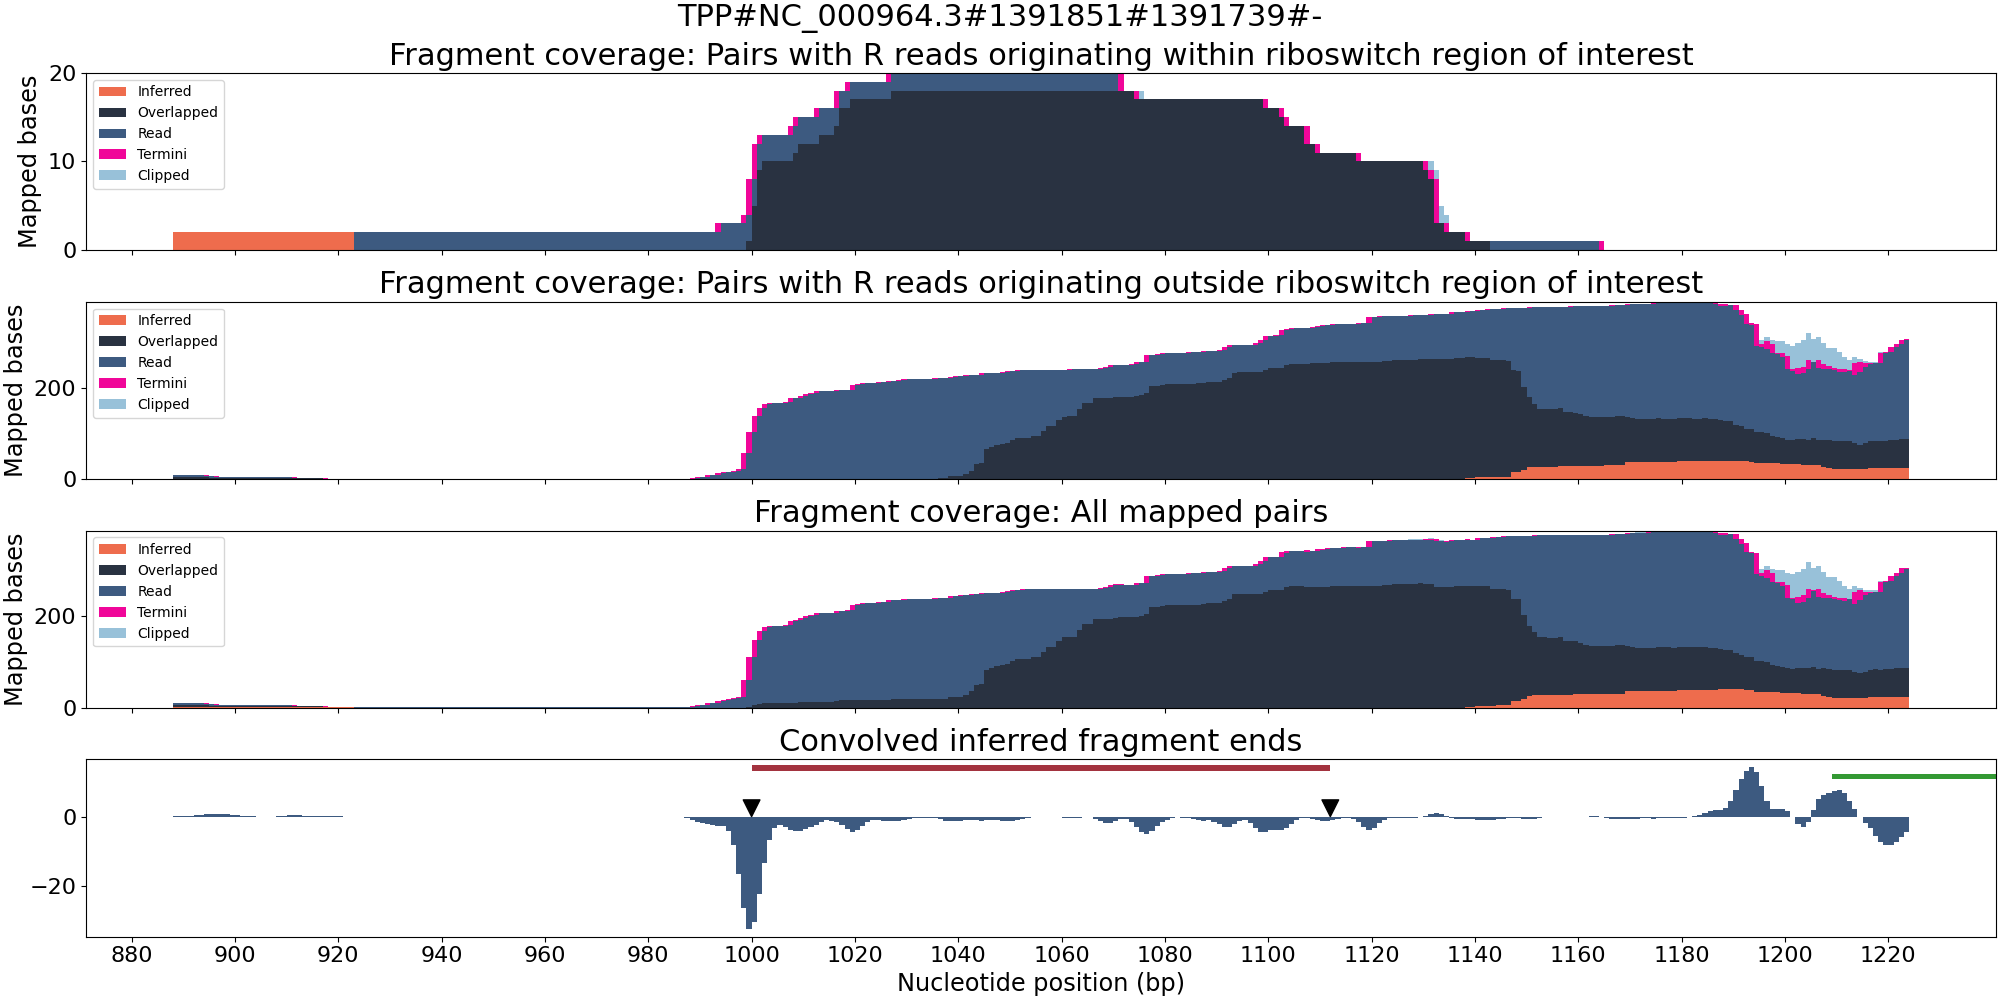 TPP#NC_000964.3#1391851#1391739#-
Fragment coverage: Pairs with R reads originating within riboswitch region of interest
Mapped bases
20
10
0
Inferred
Overlapped
Read
Termini
Clipped
Fragment coverage: Pairs with R reads originating outside riboswitch region of interest
Mapped bases
200
0
Inferred
Overlapped
Read
Termini
Clipped
Fragment coverage: All mapped pairs
Mapped bases
200
0
Inferred
Overlapped
Read
Termini
Clipped
Convolved inferred fragment ends
0
−20
880 900 920 940 960 980 1000 1020 1040 1060 1080 1100 1120 1140 1160 1180 1200 1220
Nucleotide position (bp)